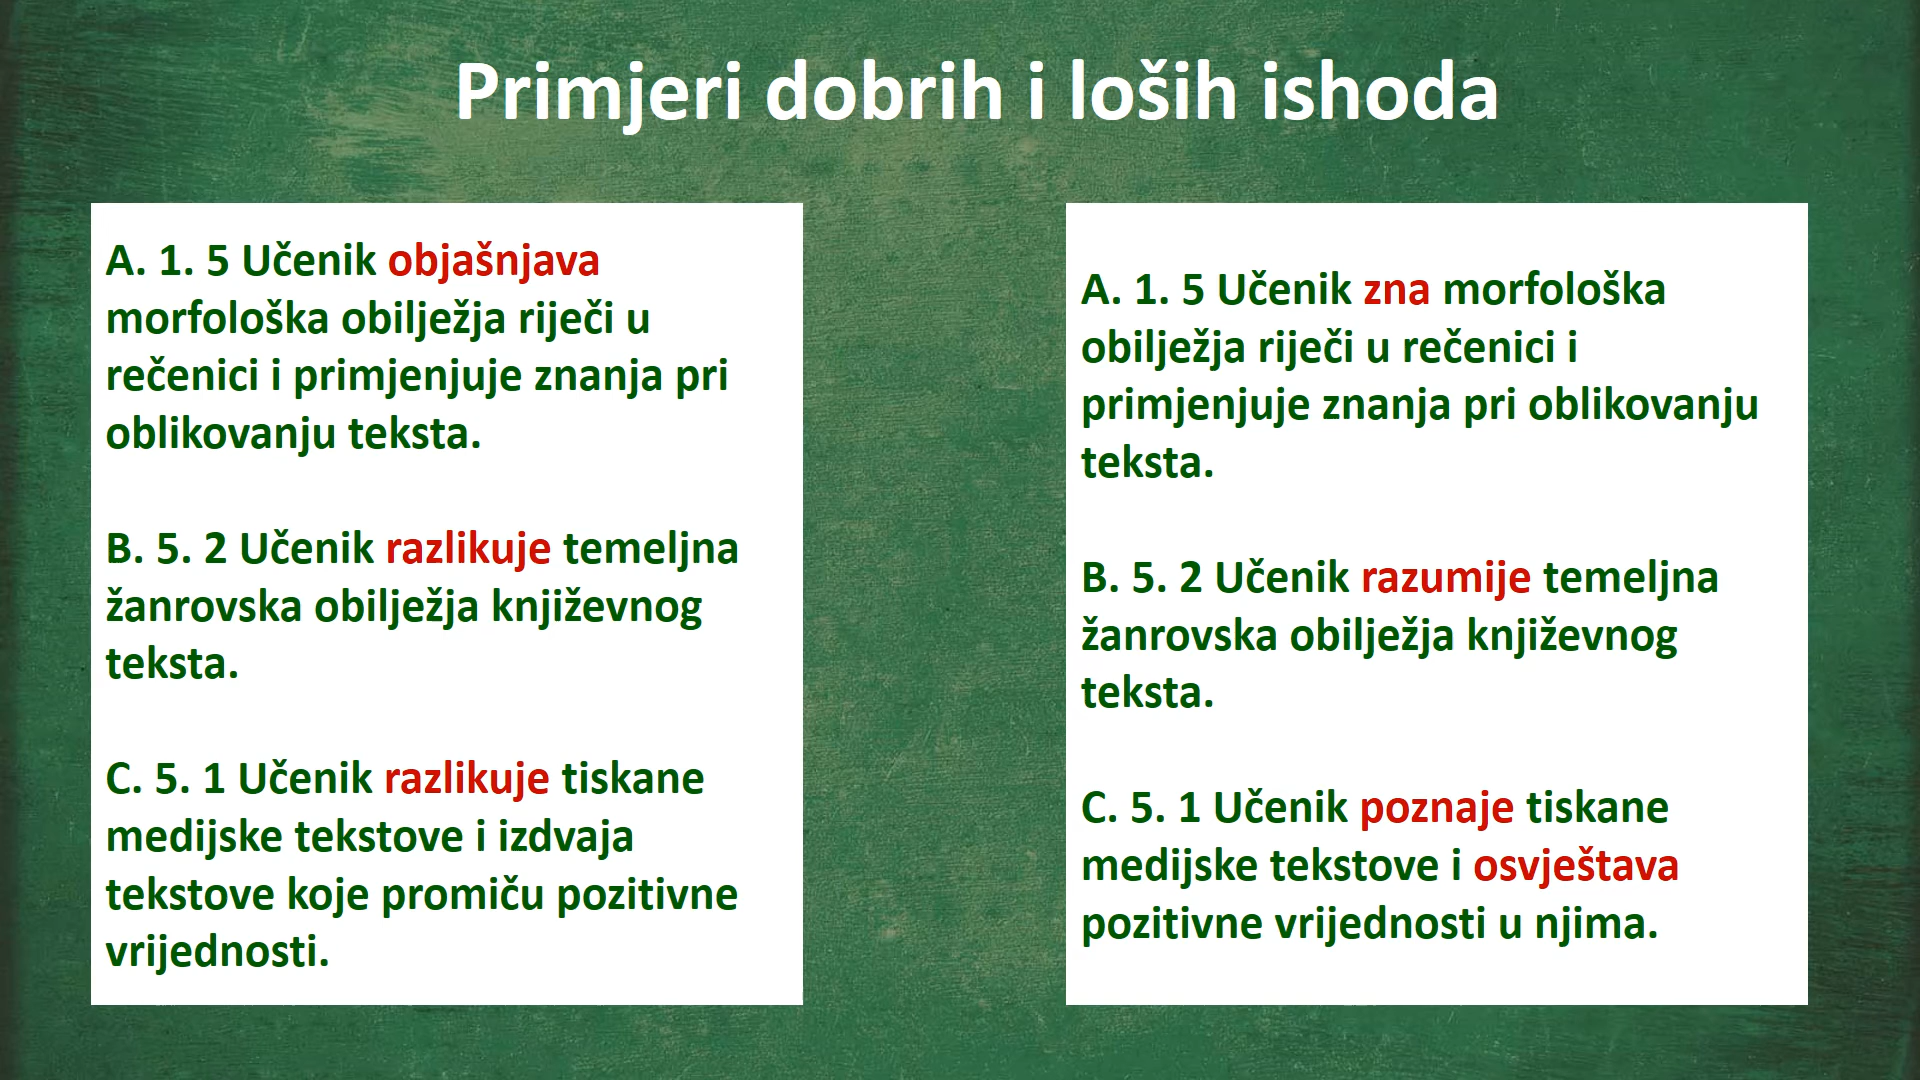 Primjeri dobrih i loših ishoda
A. 1. 5 Učenik objašnjava
morfološka obilježja riječi u
rečenici i primjenjuje znanja pri
oblikovanju teksta.
B. 5. 2 Učenik razlikuje temeljna
žanrovska obilježja književnog
teksta.
C. 5. 1 Učenik razlikuje tiskane
medijske tekstove i izdvaja
tekstove koje promiču pozitivne
vrijednosti.
A. 1. 5 Učenik zna morfološka
obilježja riječi u rečenici i
primjenjuje znanja pri oblikovanju
teksta.
B. 5. 2 Učenik razumije temeljna
žanrovska obilježja književnog
teksta.
C. 5. 1 Učenik poznaje tiskane
medijske tekstove i osvještava
pozitivne vrijednosti u njima.